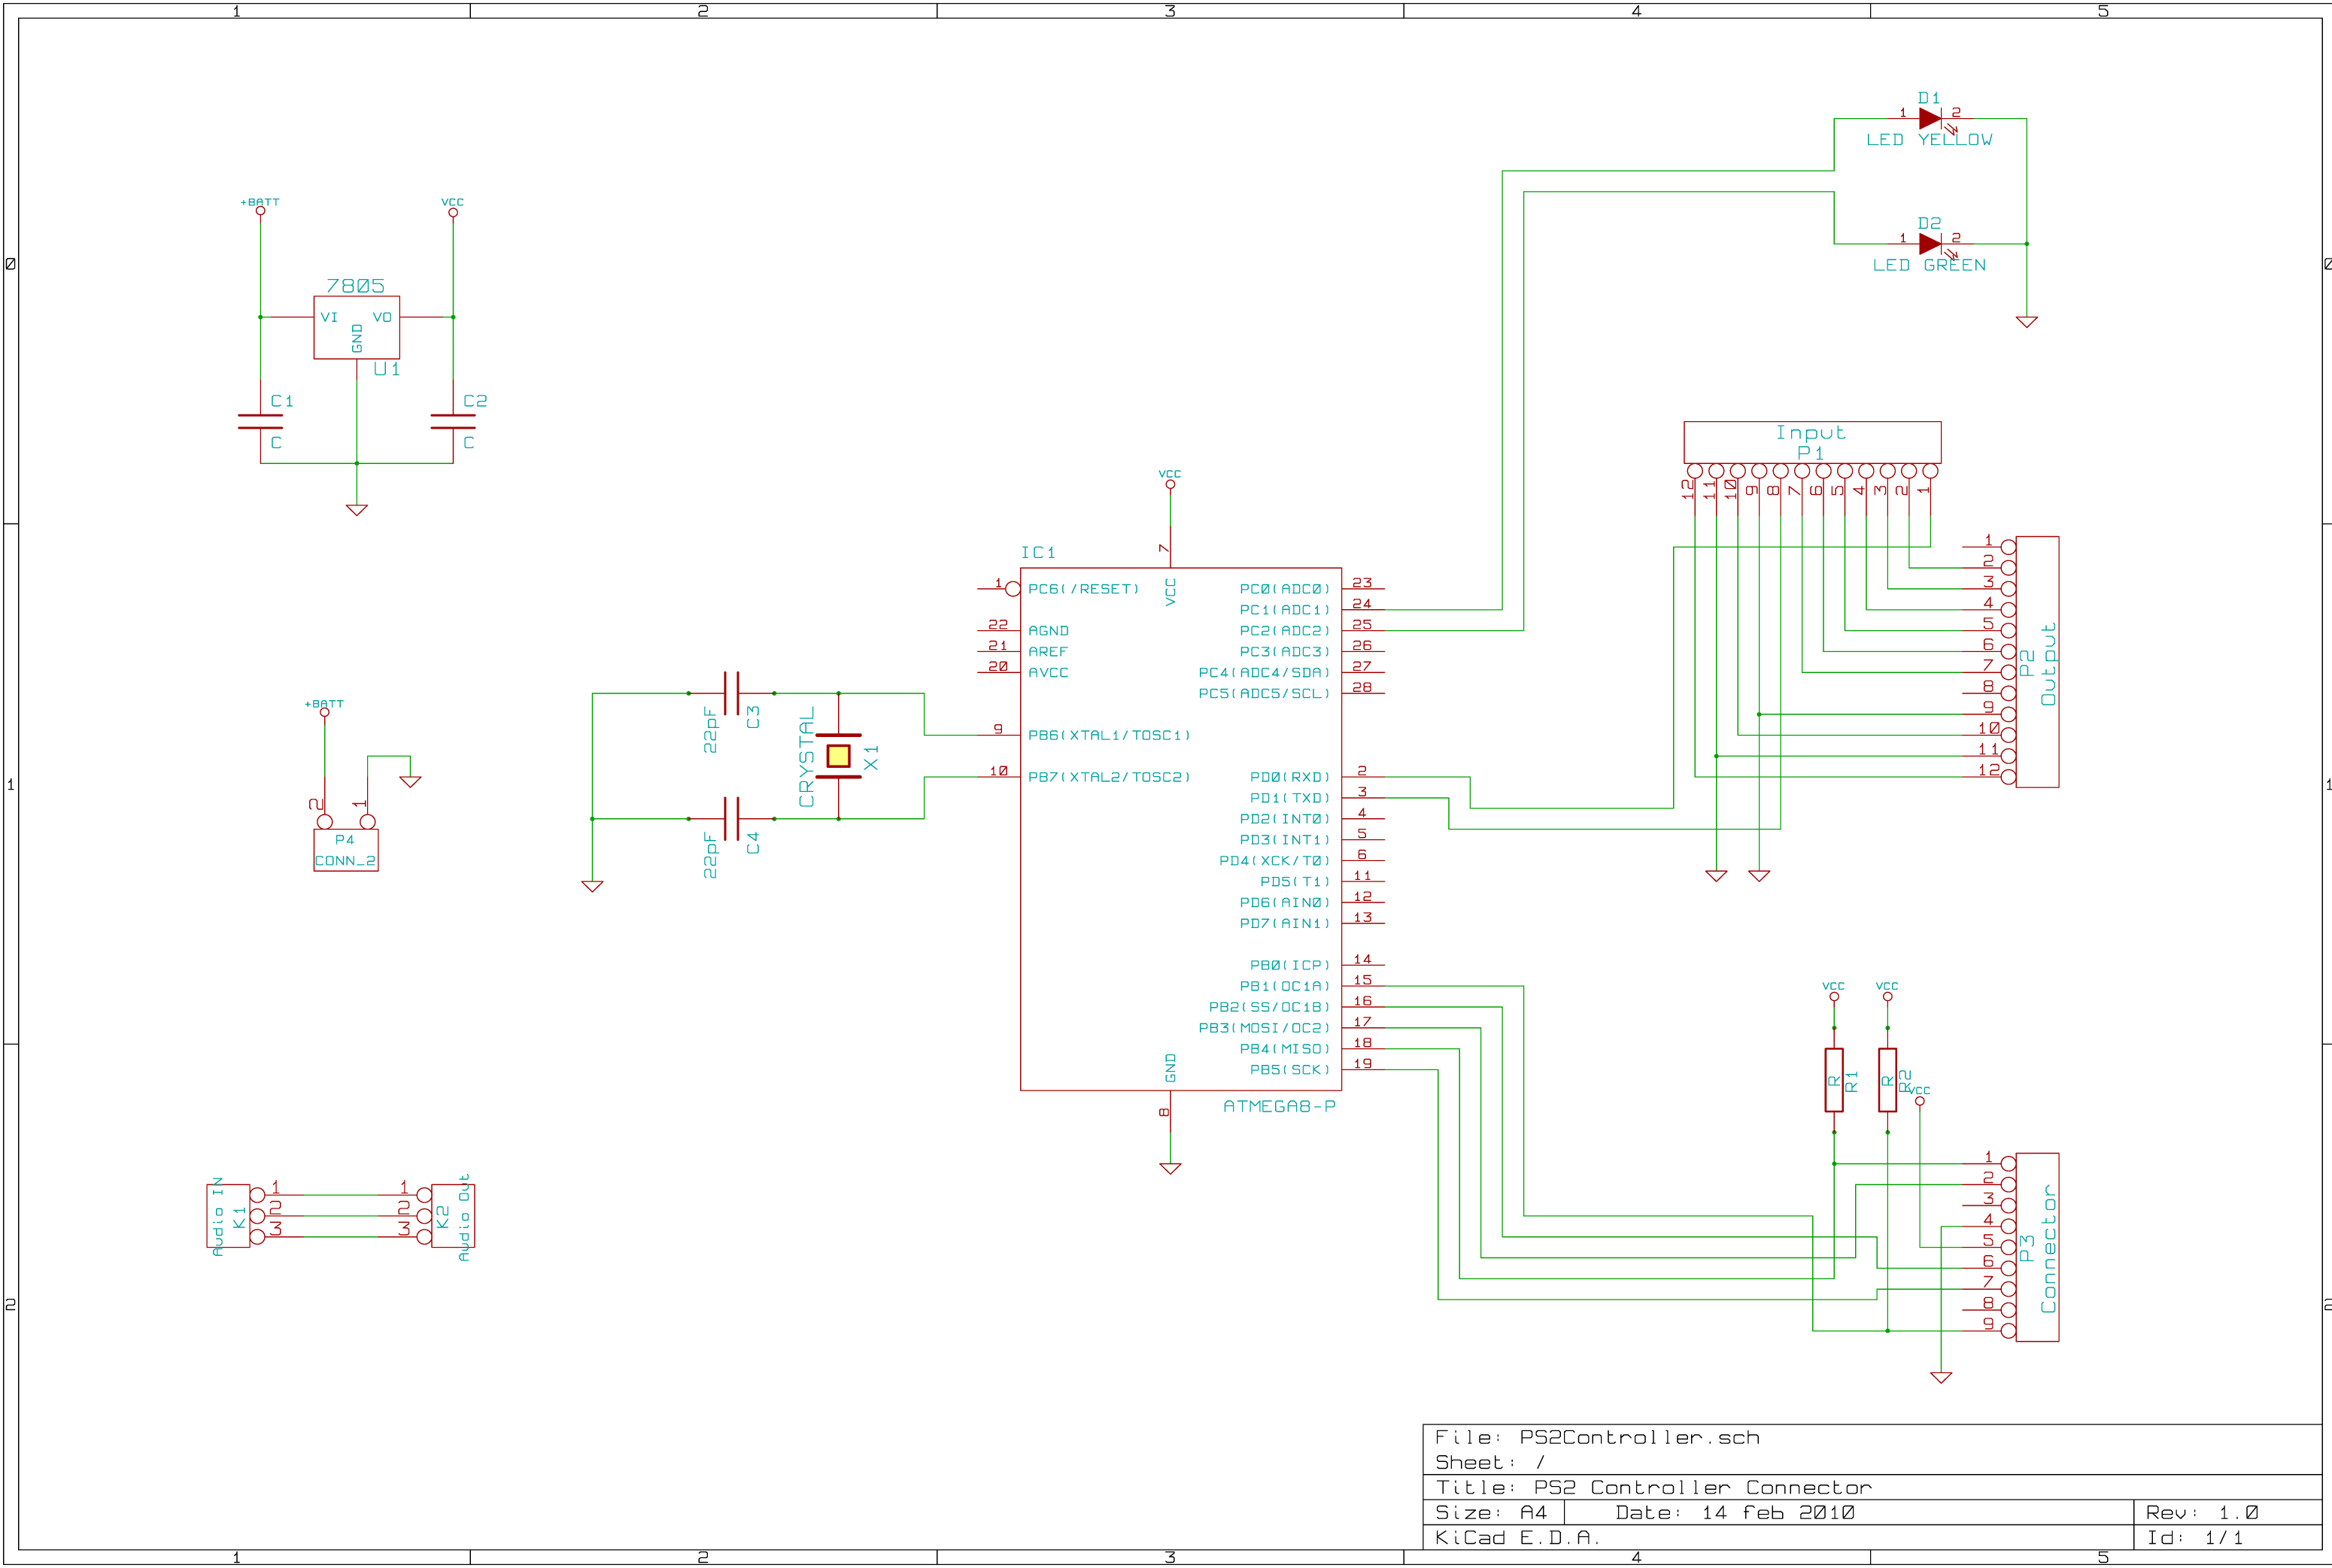 1 2 3 4 5
0 0
1 1
2 2
1 2 3 4 5
D1
1 2
LED YELLOW
D2
1 2
LED GREEN
+BATT
VCC
7805
VI VO
GND
U1
C1
C
C2
C
Input
P1
12 11 10 9 8 7 6 5 4 3 2 1
1
2
3
4
5
6
7
8
9
10
11
12
P2
Output
VCC
7
IC1
VCC
1 PC6(/RESET)
22 AGND
21 AREF
20 AVCC
9 PB6(XTAL1/TOSC1)
10 PB7(XTAL2/TOSC2)
PC0(ADC0) 23
PC1(ADC1) 24
PC2(ADC2) 25
PC3(ADC3) 26
PC4(ADC4/SDA) 27
PC5(ADC5/SCL) 28
PD0(RXD) 2
PD1(TXD) 3
PD2(INT0) 4
PD3(INT1) 5
PD4(XCK/T0) 6
PD5(T1) 11
PD6(AIN0) 12
PD7(AIN1) 13
PB0(ICP) 14
PB1(OC1A) 15
PB2(SS/OC1B) 16
PB3(MOSI/OC2) 17
PB4(MISO) 18
PB5(SCK) 19
GND
8
ATMEGA8-P
22pF
C3
CRYSTAL
X1
22pF
C4
+BATT
2 1
P4
CONN_2
Audio IN
K1
1 1
2 2
3 3
K2
Audio Out
VCC
VCC
R
R1
R
R2
VCC
1
2
3
4
5
6
7
8
9
P3
Connector
File: PS2Controller.sch
Sheet: /
Title: PS2 Controller Connector
Size: A4 Date: 14 feb 2010 Rev: 1.0
KiCad E.D.A. Id: 1/1